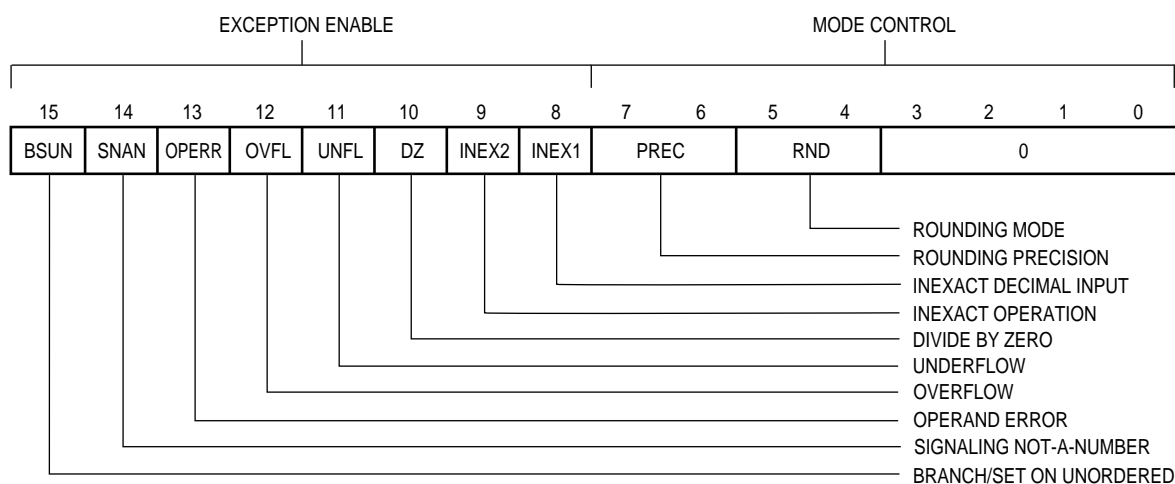 EXCEPTION ENABLE MODE CONTROL
15 14 13 12 11 10 9 8 7 6 5 4 3 2 1 0
BSUN SNAN OPERR OVFL UNFL DZ INEX2 INEX1 PREC RND 0
ROUNDING MODE
ROUNDING PRECISION
INEXACT DECIMAL INPUT
INEXACT OPERATION
DIVIDE BY ZERO
UNDERFLOW
OVERFLOW
OPERAND ERROR
SIGNALING NOT-A-NUMBER
BRANCH/SET ON UNORDERED